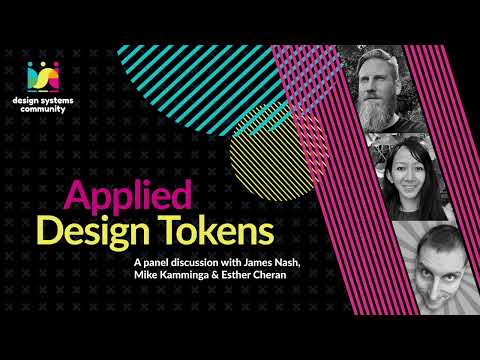 design systems
community
Applied
Design Tokens
A panel discussion with James Nash,
Mike Kamminga & Esther Cheran